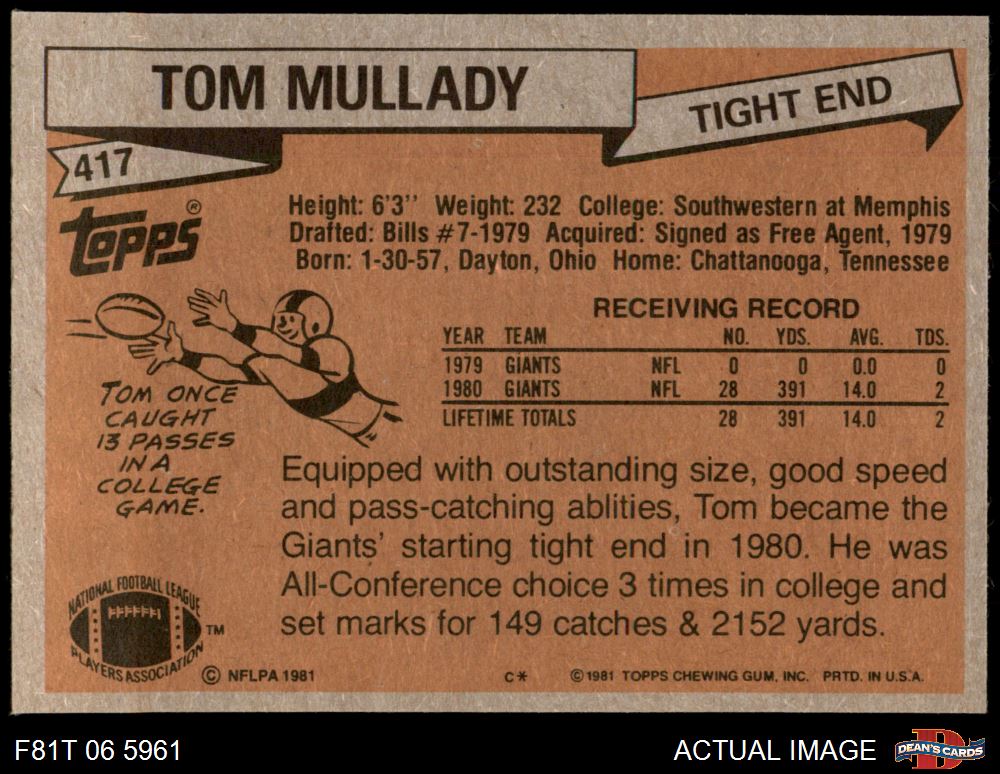 TOM MULLADY
TIGHT END
417
TOPPS®
Height: 6'3'' Weight: 232 College: Southwestern at Memphis
Drafted: Bills #7-1979 Acquired: Signed as Free Agent, 1979
Born: 1-30-57, Dayton, Ohio Home: Chattanooga, Tennessee
RECEIVING RECORD
YEAR TEAM NO. YDS. AVG. TDS.
1979 GIANTS NFL 0 0 0.0 0
1980 GIANTS NFL 28 391 14.0 2
LIFETIME TOTALS 28 391 14.0 2
TOM ONCE
CAUGHT
13 PASSES
IN A
COLLEGE
GAME.
Equipped with outstanding size, good speed
and pass-catching ablities, Tom became the
Giants' starting tight end in 1980. He was
All-Conference choice 3 times in college and
set marks for 149 catches & 2152 yards.
NATIONAL FOOTBALL LEAGUE
PLAYERS ASSOCIATION
TM
© NFLPA 1981
C*
© 1981 TOPPS CHEWING GUM, INC. PRTD. IN U.S.A.
F81T 06 5961
ACTUAL IMAGE
D
DEAN'S CARDS